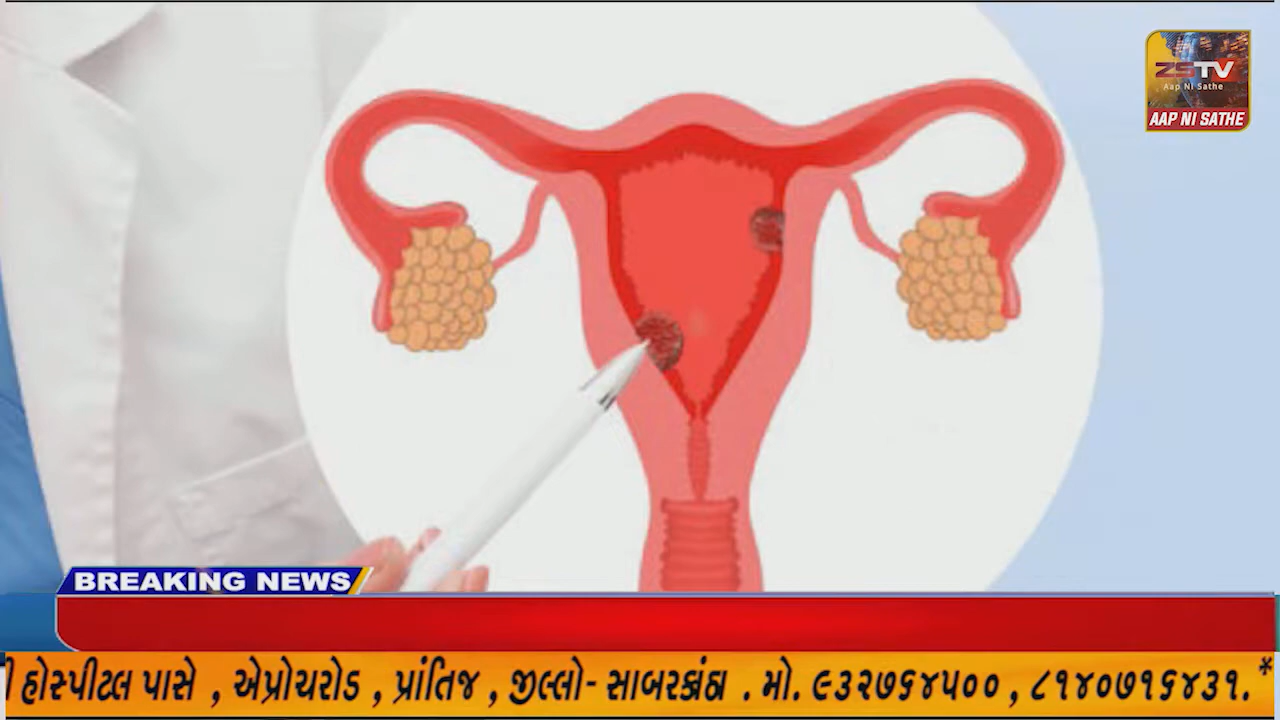 ZSTV
Aap Ni Sathe
AAP NI SATHE
BREAKING NEWS
હોસ્પીટલ પાસે , એપ્રોચરોડ , પ્રાંતિજ , જીલ્લો- સાબરકાંઠા . મો. ૯૩૨૭૬૪૫૦૦ , ૮૧૪૦૭૧૬૪૩૧. *